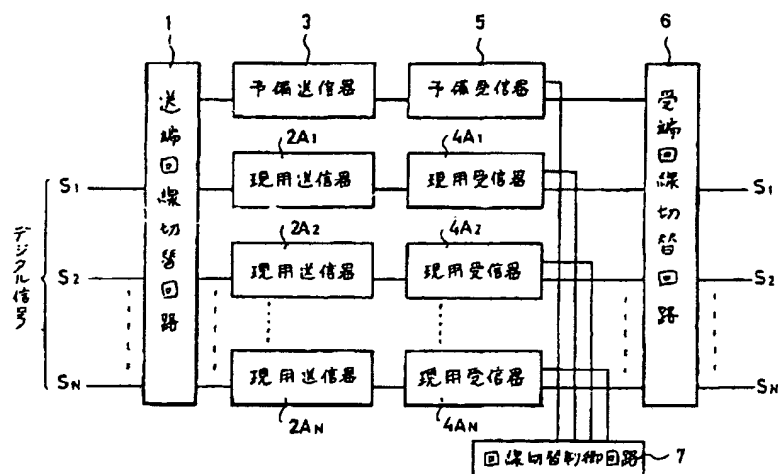 1
3
5
6
送端回線切替回路
予備送信器
予備受信器
受端回線切替回路
2A1
4A1
S1
現用送信器
現用受信器
S1
デジタル信号
2A2
4A2
S2
現用送信器
現用受信器
S2
現用送信器
現用受信器
SN
SN
2AN
4AN
回線切替制御回路
7